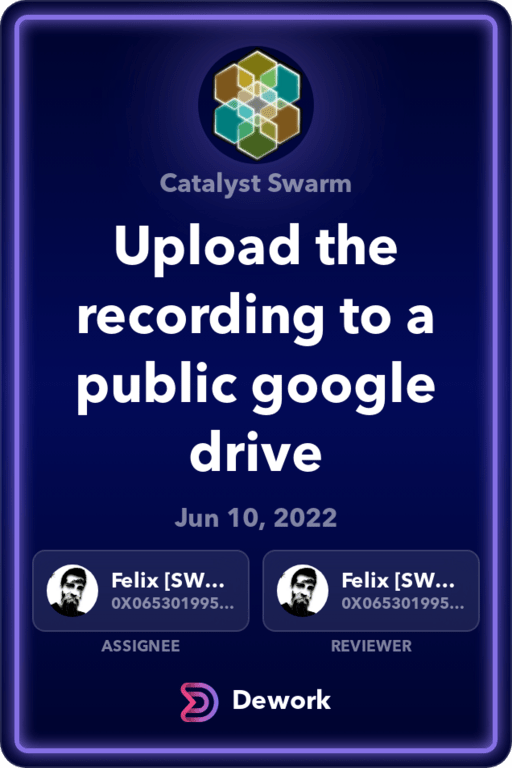 Catalyst Swarm
Upload the
recording to a
public google
drive
Jun 10, 2022
Felix [SW...
0X065301995...
ASSIGNEE
Felix [SW...
0X065301995...
REVIEWER
Dework